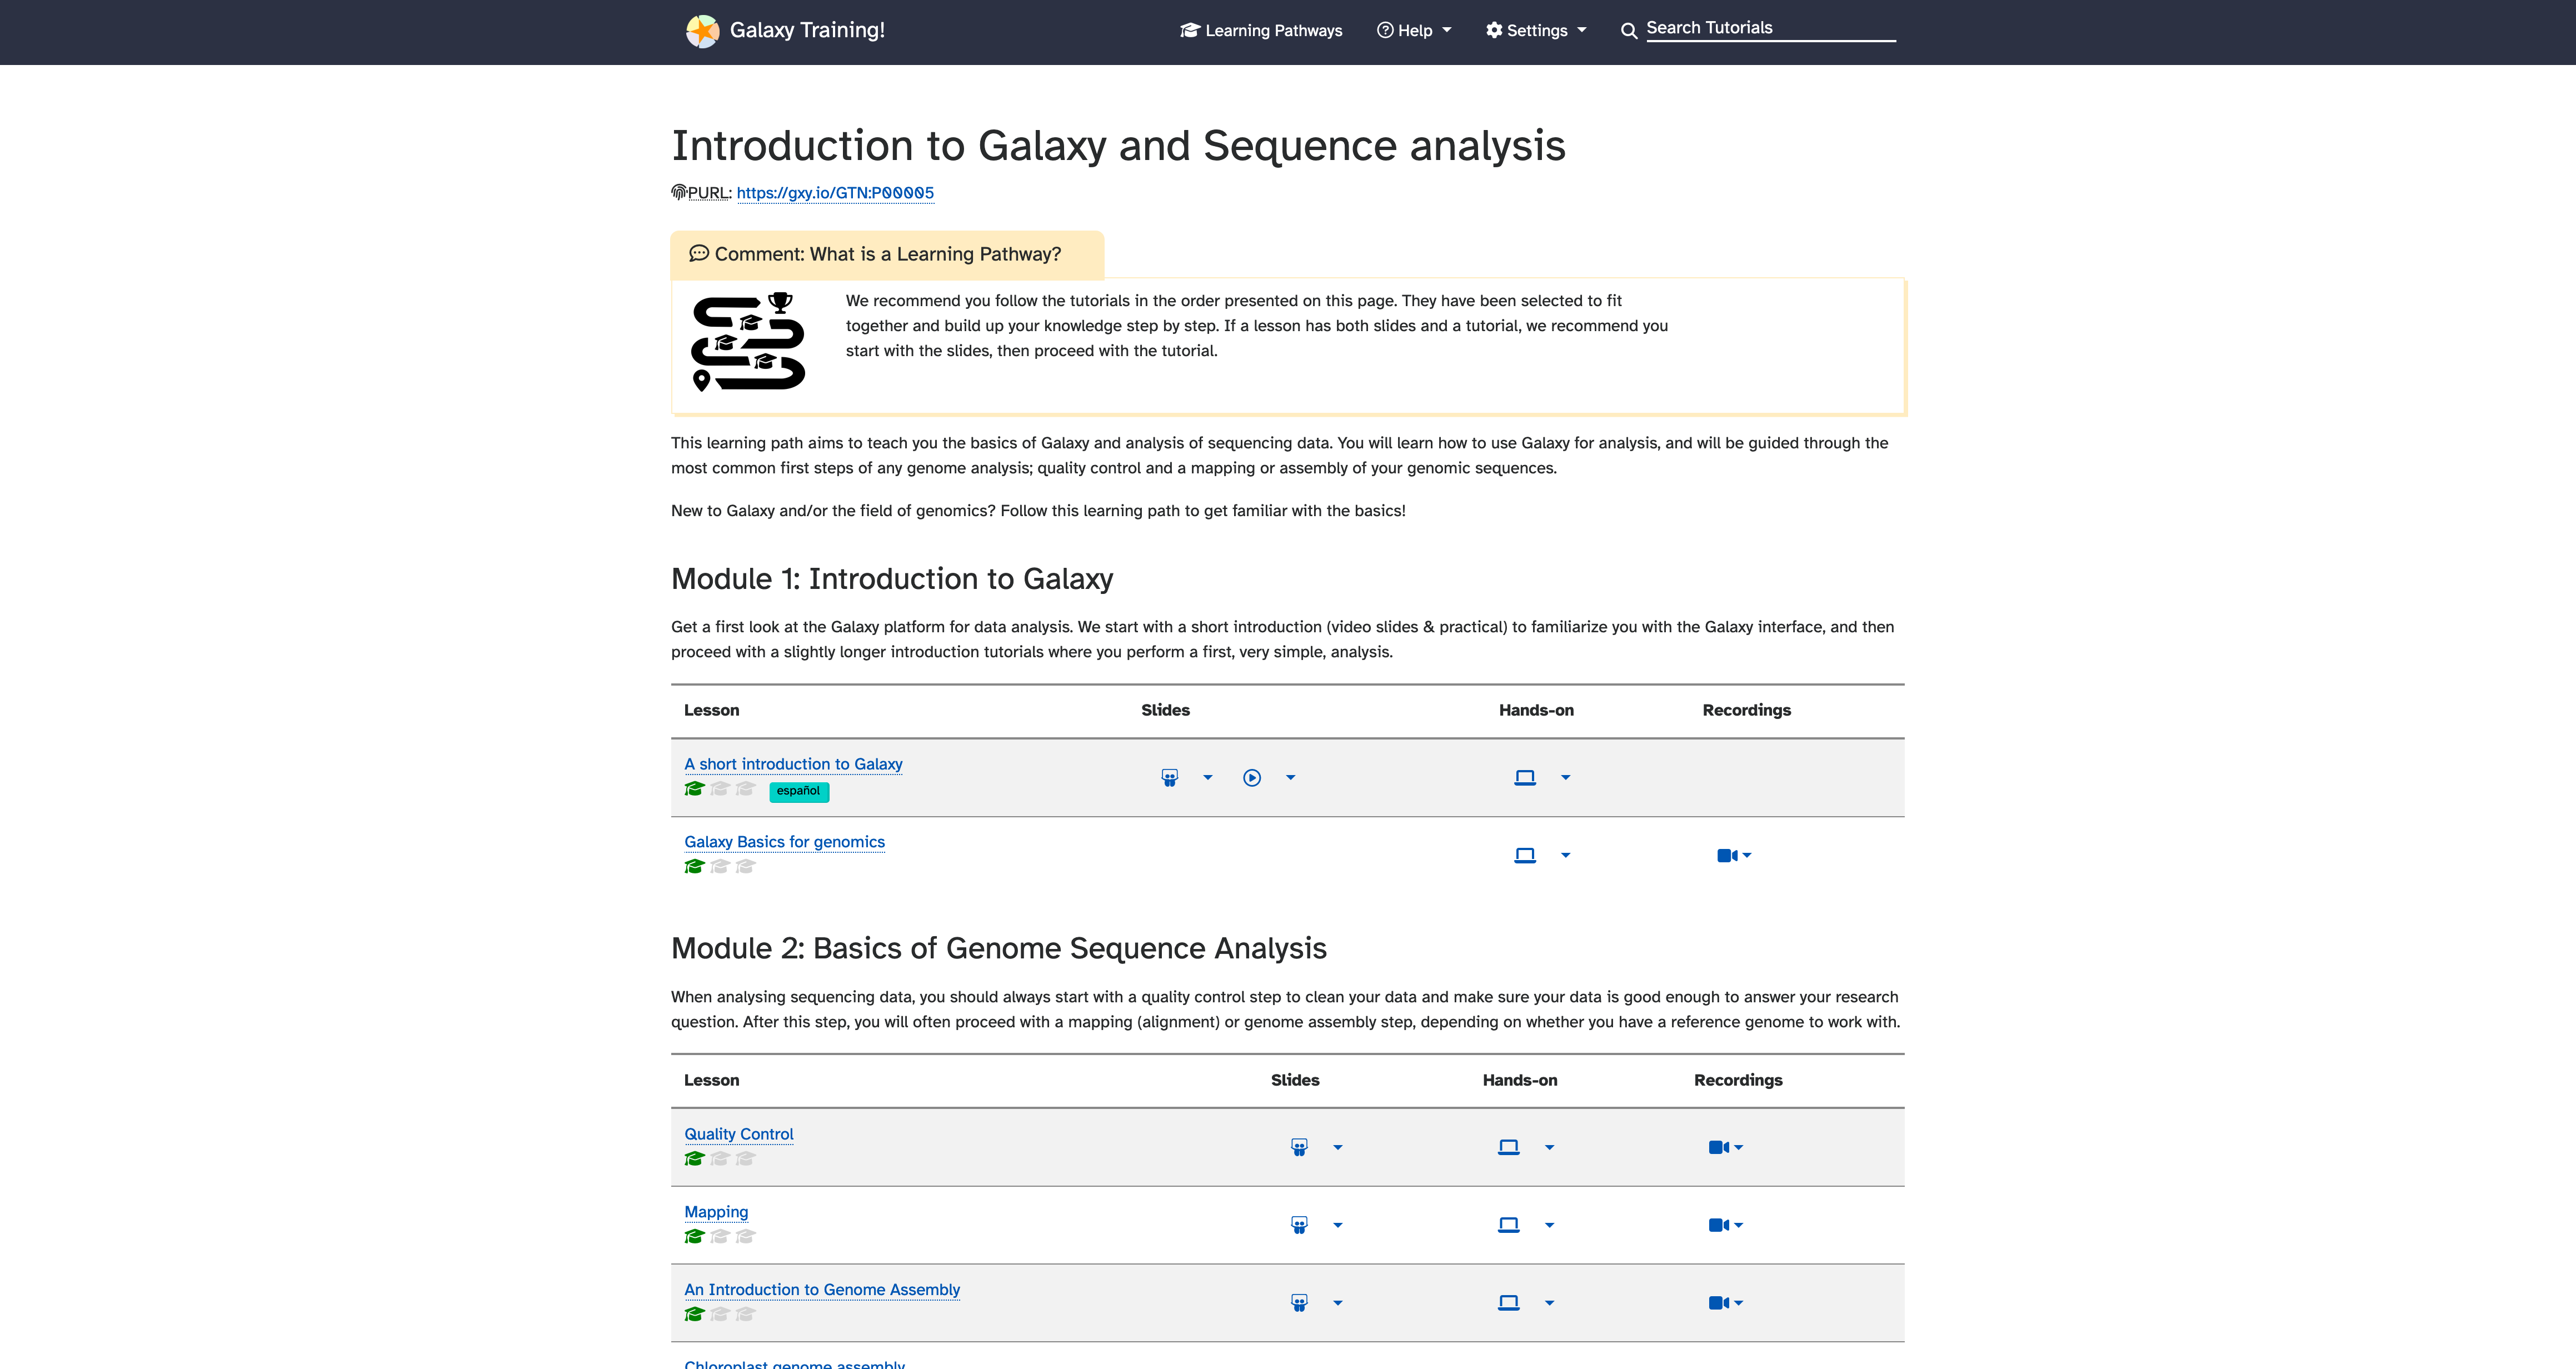 Galaxy Training!
Learning Pathways
Help
Settings
Search Tutorials
Introduction to Galaxy and Sequence analysis
PURL: https://gxy.io/GTN:P00005
Comment: What is a Learning Pathway?
We recommend you follow the tutorials in the order presented on this page. They have been selected to fit
together and build up your knowledge step by step. If a lesson has both slides and a tutorial, we recommend you
start with the slides, then proceed with the tutorial.
This learning path aims to teach you the basics of Galaxy and analysis of sequencing data. You will learn how to use Galaxy for analysis, and will be guided through the
most common first steps of any genome analysis; quality control and a mapping or assembly of your genomic sequences.
New to Galaxy and/or the field of genomics? Follow this learning path to get familiar with the basics!
Module 1: Introduction to Galaxy
Get a first look at the Galaxy platform for data analysis. We start with a short introduction (video slides & practical) to familiarize you with the Galaxy interface, and then
proceed with a slightly longer introduction tutorials where you perform a first, very simple, analysis.
Lesson Slides Hands-on Recordings
A short introduction to Galaxy
español
Galaxy Basics for genomics
Module 2: Basics of Genome Sequence Analysis
When analysing sequencing data, you should always start with a quality control step to clean your data and make sure your data is good enough to answer your research
question. After this step, you will often proceed with a mapping (alignment) or genome assembly step, depending on whether you have a reference genome to work with.
Lesson Slides Hands-on Recordings
Quality Control
Mapping
An Introduction to Genome Assembly
Chloroplast genome assembly